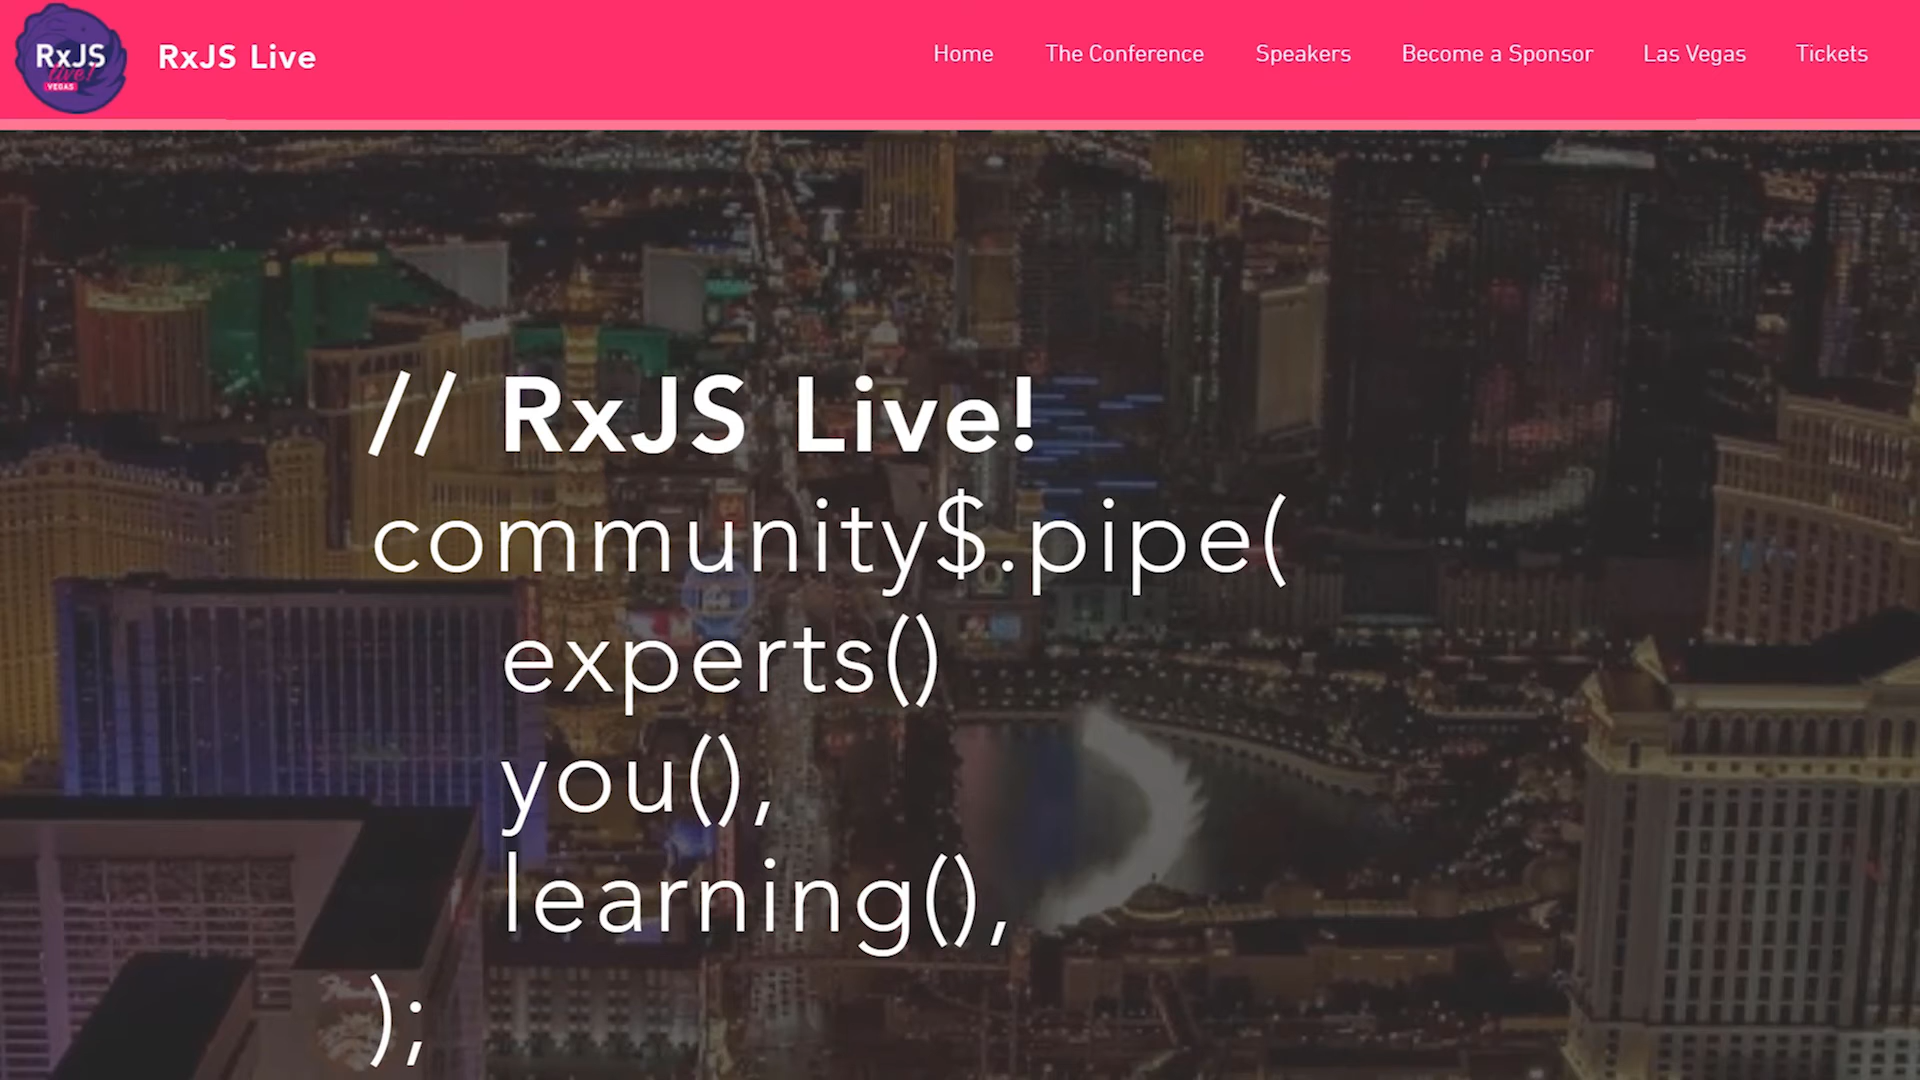 RxJS
live!
VEGAS
RxJS Live
Home The Conference Speakers Become a Sponsor Las Vegas Tickets
// RxJS Live!
community$.pipe(
experts()
you(),
learning(),
);